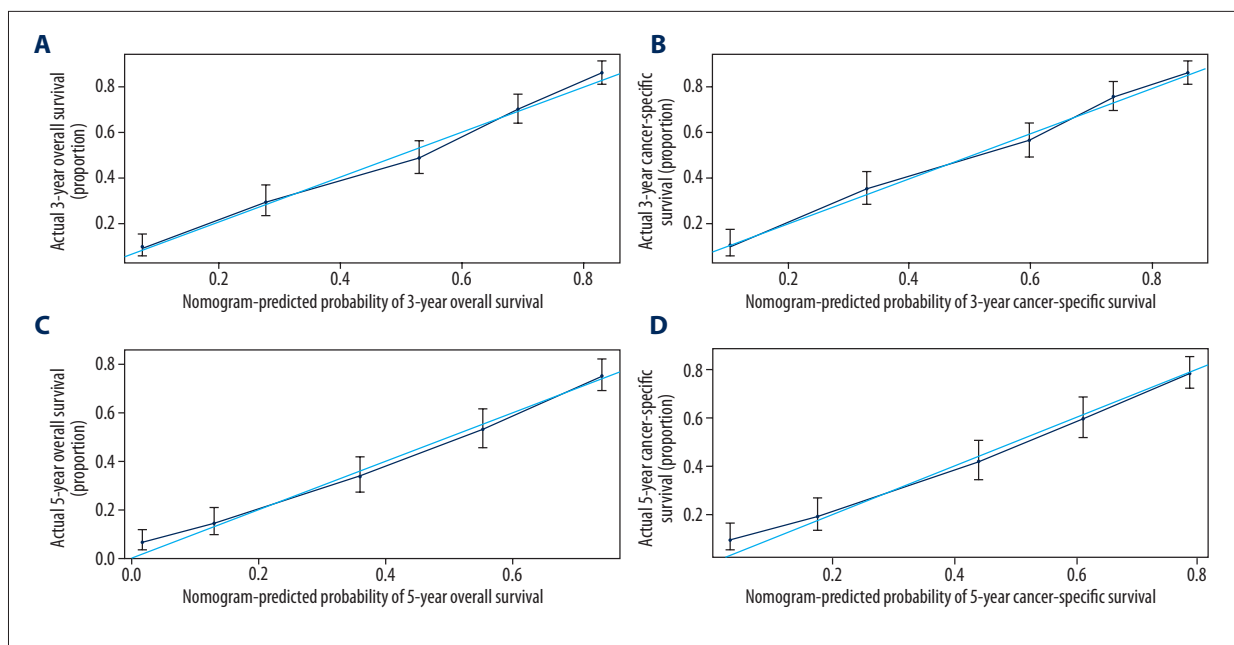 A
Actual 3-year overall survival
(proportion)
0.8
0.6
0.4
0.2
0.2
0.4
0.6
0.8
Nomogram-predicted probability of 3-year overall survival
B
Actual 3-year cancer-specific
survival (proportion)
0.8
0.6
0.4
0.2
0.2
0.4
0.6
0.8
Nomogram-predicted probability of 3-year cancer-specific survival
C
Actual 5-year overall survival
(proportion)
0.8
0.6
0.4
0.2
0.0
0.0
0.2
0.4
0.6
Nomogram-predicted probability of 5-year overall survival
D
Actual 5-year cancer-specific
survival (proportion)
0.8
0.6
0.4
0.2
0.2
0.4
0.6
0.8
Nomogram-predicted probability of 5-year cancer-specific survival